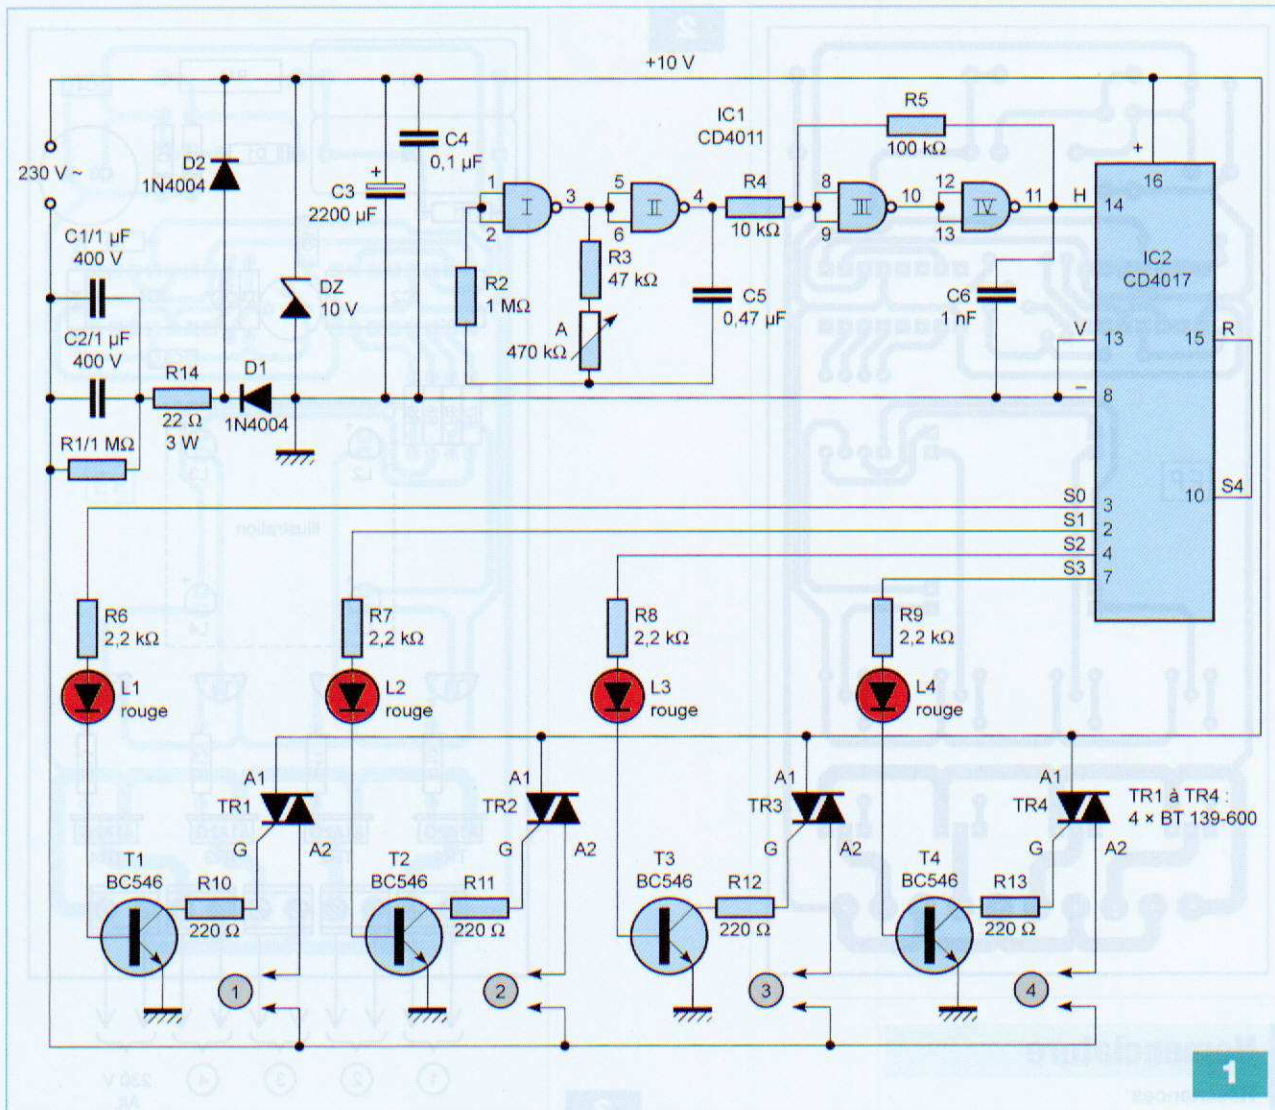 +10 V
230 V ~
D2
1N4004
C3
2200 µF
+
C4
0,1 µF
IC1
CD4011
R5
100 kΩ
R4
10 kΩ
1
2
I
3
5
6
II
4
8
9
III
10
12
13
IV
11
H
14
+
16
IC2
CD4017
C1/1 µF
400 V
C2/1 µF
400 V
DZ
10 V
R2
1 MΩ
R3
47 kΩ
A
470 kΩ
C5
0,47 µF
C6
1 nF
V
13
15
R
–
8
R14
22 Ω
3 W
D1
1N4004
R1/1 MΩ
10
S4
S0
3
S1
2
S2
4
S3
7
R6
2,2 kΩ
R7
2,2 kΩ
R8
2,2 kΩ
R9
2,2 kΩ
L1
rouge
L2
rouge
L3
rouge
L4
rouge
A1
TR1
G
A2
A1
TR2
G
A2
A1
TR3
G
A2
A1
TR4
G
A2
TR1 à TR4 :
4 × BT 139-600
T1
BC546
R10
220 Ω
T2
BC546
R11
220 Ω
T3
BC546
R12
220 Ω
T4
BC546
R13
220 Ω
1
2
3
4
1